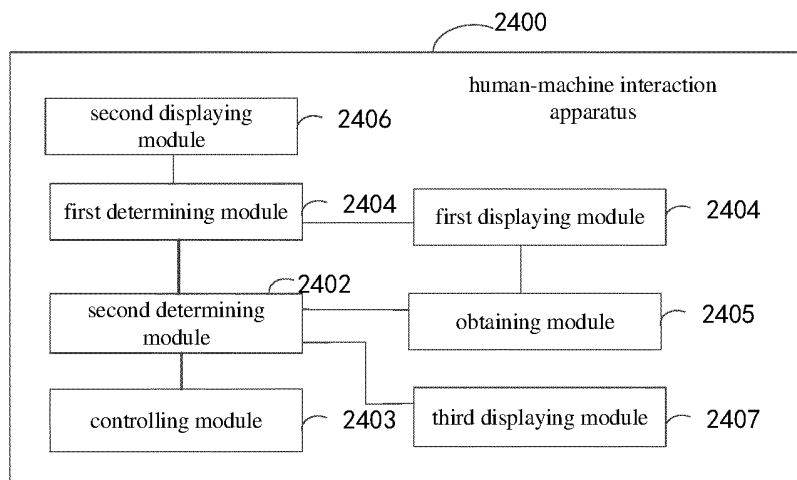 2400
human-machine interaction
apparatus
second displaying
module
2406
first determining module
2404
first displaying module
2404
2402
second determining
module
obtaining module
2405
controlling module
2403
third displaying module
2407